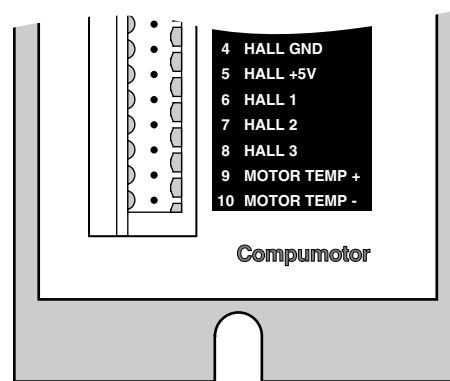 4 HALL GND
5 HALL +5V
6 HALL 1
7 HALL 2
8 HALL 3
9 MOTOR TEMP +
10 MOTOR TEMP -
Compumotor